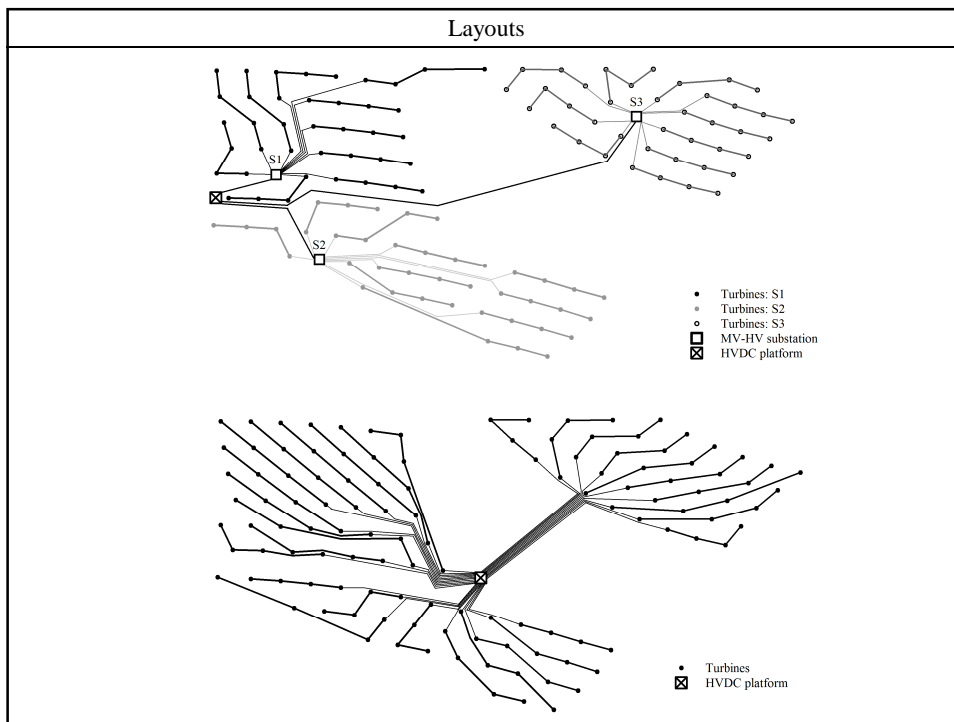 Layouts
S3
S1
S2
Turbines: S1
Turbines: S2
Turbines: S3
MV-HV substation
HVDC platform
Turbines
HVDC platform